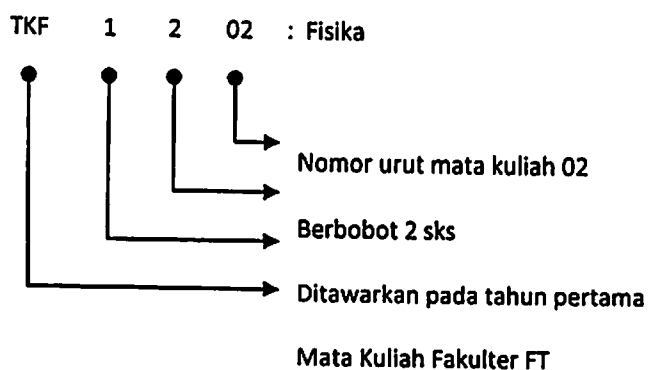 TKF 1 2 02 : Fisika
Nomor urut mata kuliah 02
Berbobot 2 sks
Ditawarkan pada tahun pertama
Mata Kuliah Fakulter FT